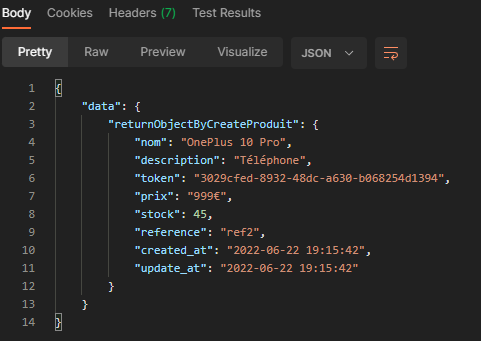 Body Cookies Headers (7) Test Results
Pretty Raw Preview Visualize JSON
1 {
2 "data": {
3 "returnObjectByCreateProduit": {
4 "nom": "OnePlus 10 Pro",
5 "description": "Téléphone",
6 "token": "3029cfed-8932-48dc-a630-b068254d1394",
7 "prix": "999€",
8 "stock": 45,
9 "reference": "ref2",
10 "created_at": "2022-06-22 19:15:42",
11 "update_at": "2022-06-22 19:15:42"
12 }
13 }
14 }